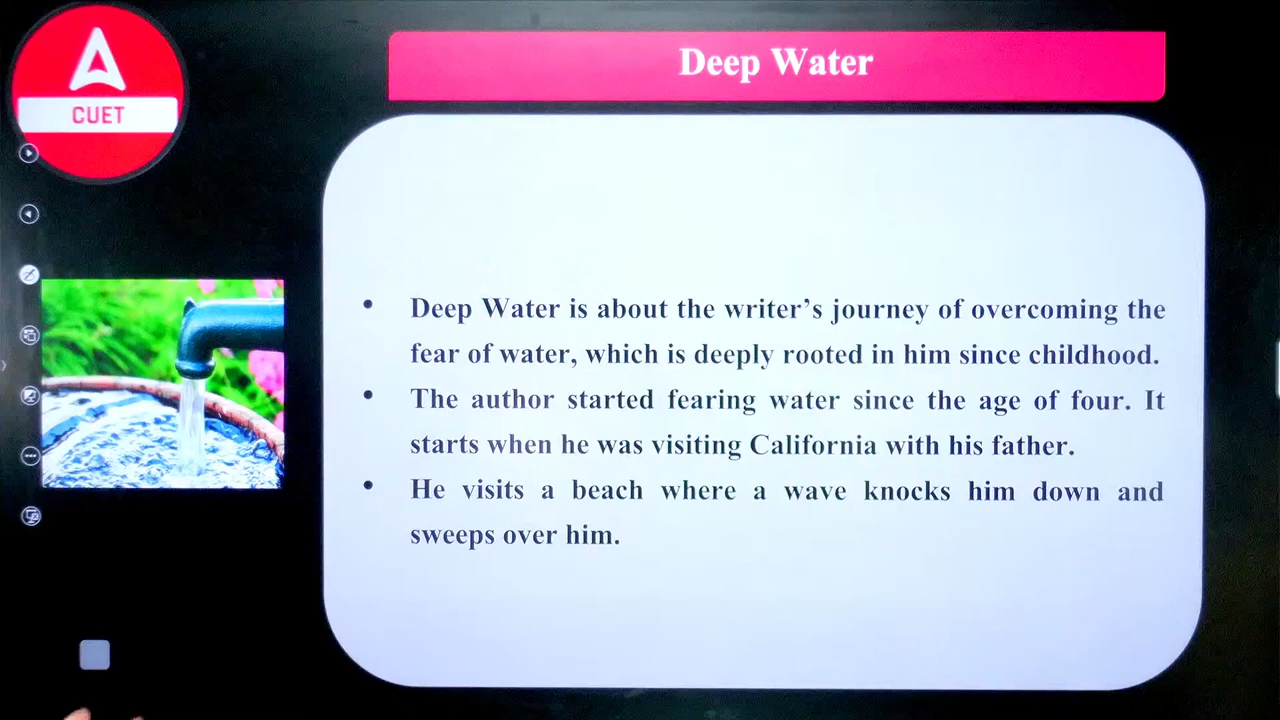 CUET
Deep Water
• Deep Water is about the writer's journey of overcoming the
fear of water, which is deeply rooted in him since childhood.
• The author started fearing water since the age of four. It
starts when he was visiting California with his father.
• He visits a beach where a wave knocks him down and
sweeps over him.